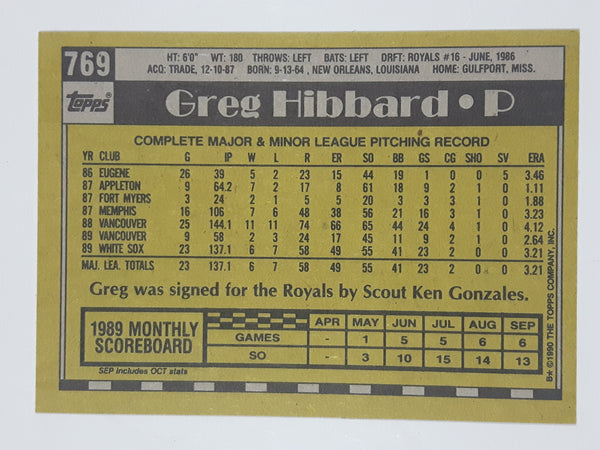 769 HT: 6'0" WT: 180 THROWS: LEFT BATS: LEFT DRFT: ROYALS #16 - JUNE, 1986
ACQ: TRADE, 12-10-87 BORN: 9-13-64, NEW ORLEANS, LOUISIANA HOME: GULFPORT, MISS.
Topps® Greg Hibbard • P
COMPLETE MAJOR & MINOR LEAGUE PITCHING RECORD
YR CLUB G IP W L R ER SO BB GS CG SHO SV ERA
86 EUGENE 26 39 5 2 23 15 44 19 1 0 0 5 3.46
87 APPLETON 9 64.2 7 2 17 8 61 18 9 2 1 0 1.11
87 FORT MYERS 3 24 2 1 5 5 20 3 3 3 1 0 1.88
87 MEMPHIS 16 106 7 6 48 38 56 21 16 3 1 0 3.23
88 VANCOUVER 25 144.1 11 11 74 66 65 44 24 4 1 0 4.12
89 VANCOUVER 9 58 2 3 24 17 45 11 9 2 1 0 2.64
89 WHITE SOX 23 137.1 6 7 58 49 55 41 23 2 0 0 3.21
MAJ. LEA. TOTALS 23 137.1 6 7 58 49 55 41 23 2 0 0 3.21
Greg was signed for the Royals by Scout Ken Gonzales.
1989 MONTHLY SCOREBOARD
APR MAY JUN JUL AUG SEP
GAMES - 1 5 5 6 6
SO - 3 10 15 14 13
SEP includes OCT stats
B* ©1990 THE TOPPS COMPANY, INC.